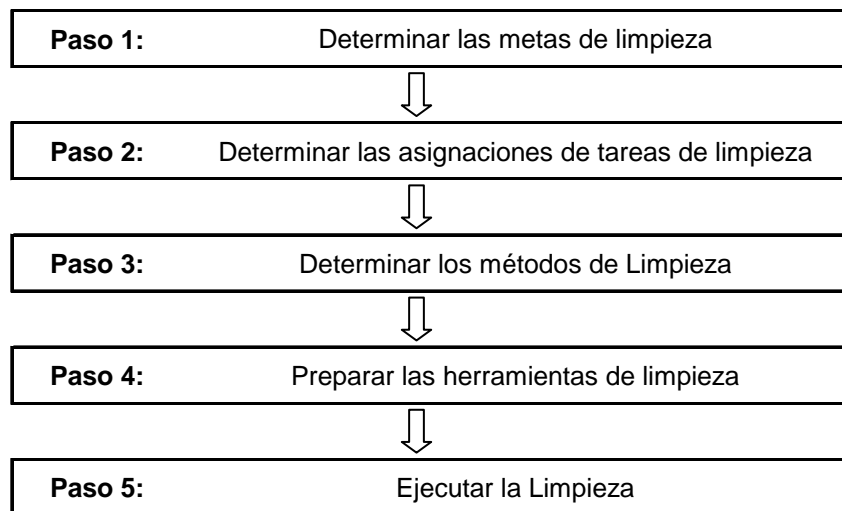 Paso 1: Determinar las metas de limpieza
Paso 2: Determinar las asignaciones de tareas de limpieza
Paso 3: Determinar los métodos de Limpieza
Paso 4: Preparar las herramientas de limpieza
Paso 5: Ejecutar la Limpieza